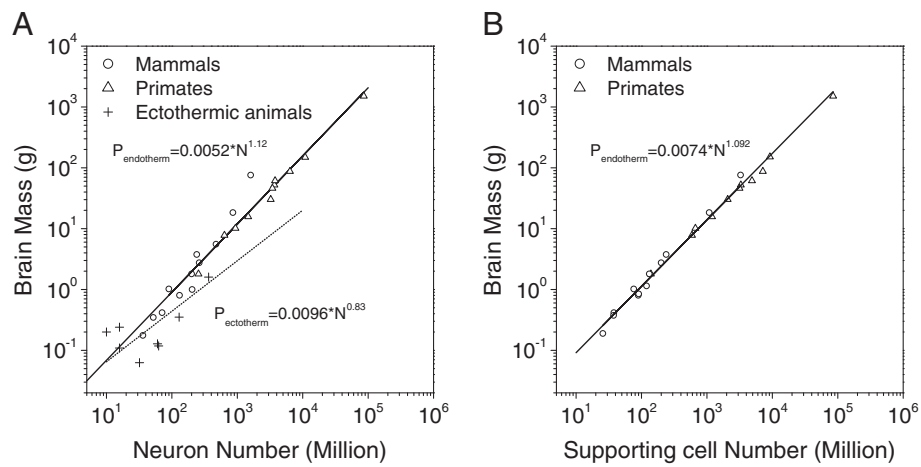 A
10^4
10^3
10^2
10^1
10^0
10^-1
Brain Mass (g)
Mammals
Primates
Ectothermic animals
P_endotherm=0.0052*N^1.12
P_ectotherm=0.0096*N^0.83
10^1 10^2 10^3 10^4 10^5 10^6
Neuron Number (Million)
B
10^4
10^3
10^2
10^1
10^0
10^-1
Brain Mass (g)
Mammals
Primates
P_endotherm=0.0074*N^1.092
10^1 10^2 10^3 10^4 10^5 10^6
Supporting cell Number (Million)